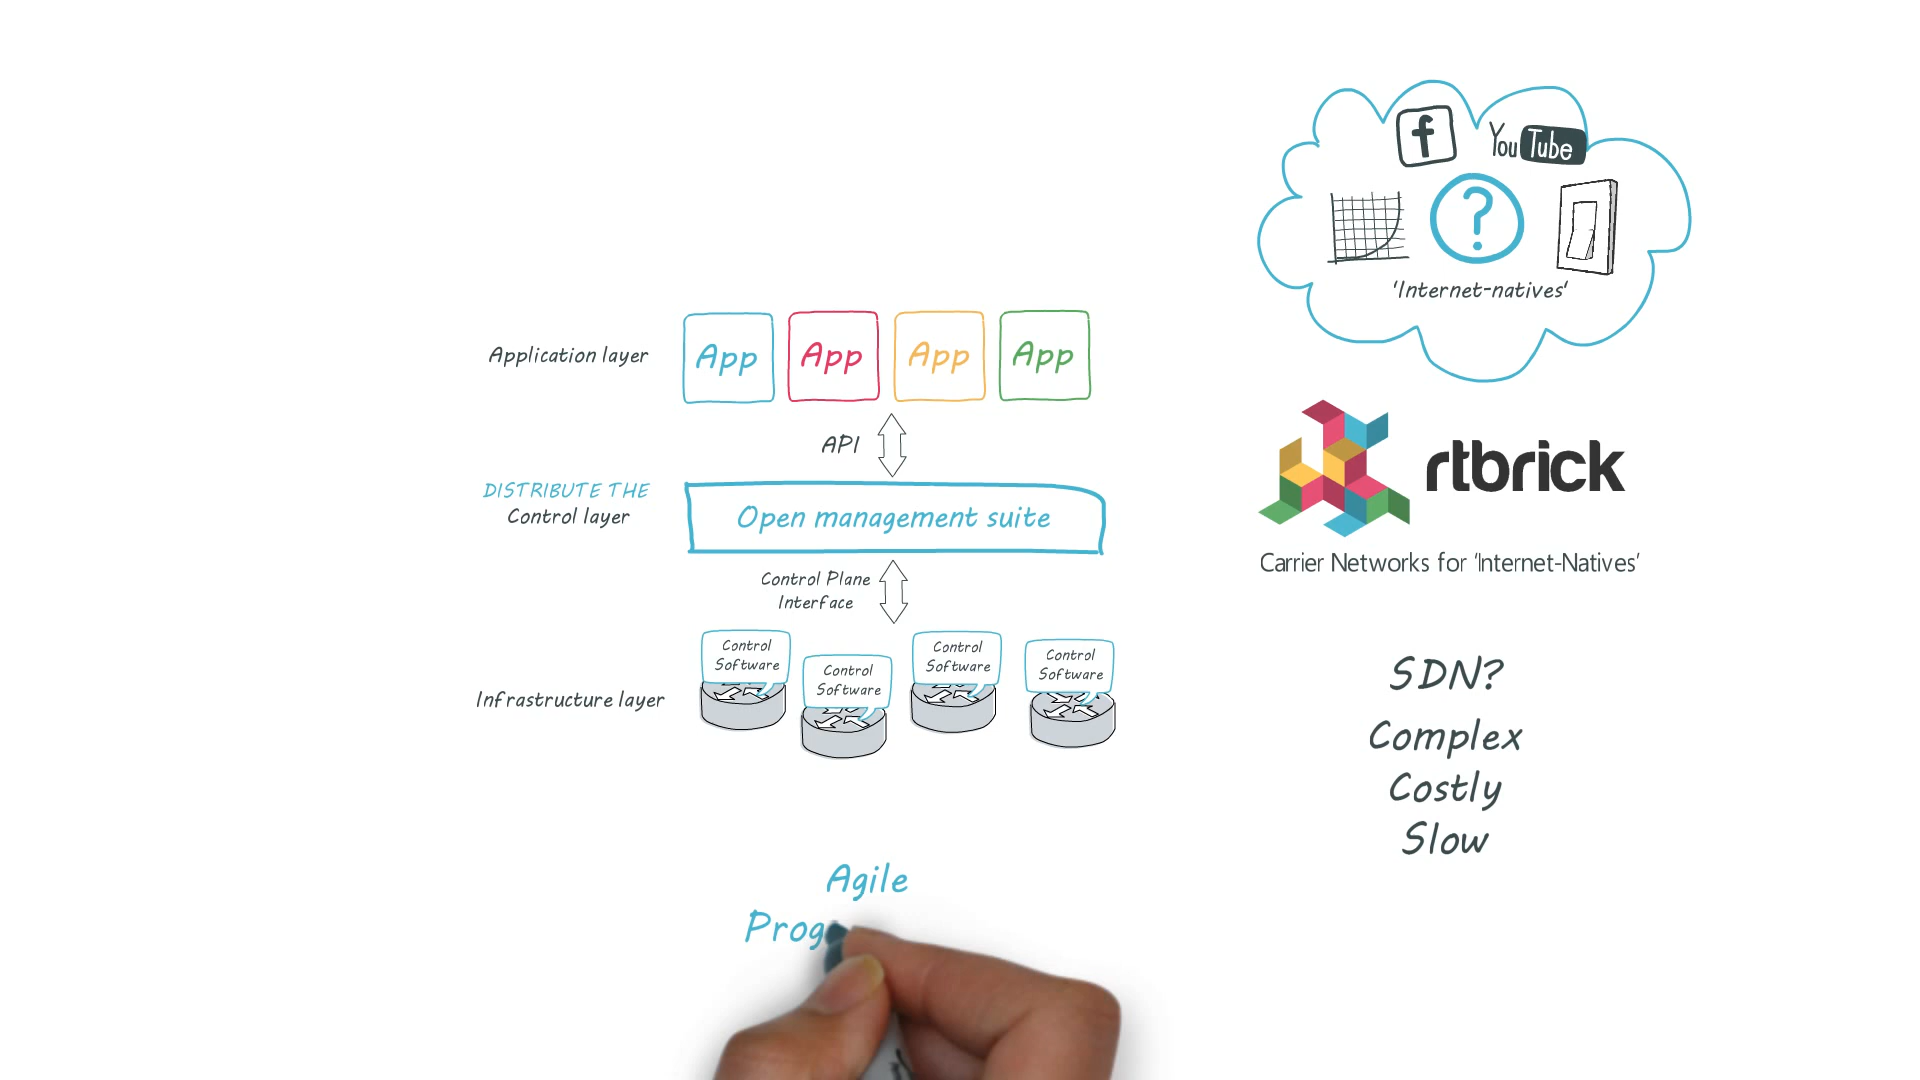 f
You Tube
?
'Internet-natives'
Application layer
App
App
App
App
API
DISTRIBUTE THE
Control layer
Open management suite
rtbrick
Carrier Networks for 'Internet-Natives'
Control Plane
Interface
Infrastructure layer
Control
Software
Control
Software
Control
Software
Control
Software
SDN?
Complex
Costly
Slow
Agile
Prog